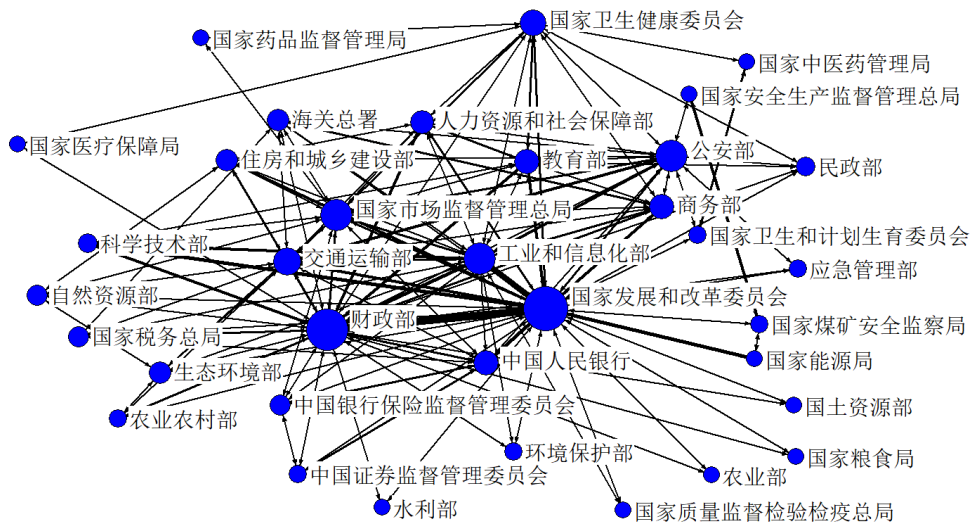 国家卫生健康委员会
国家药品监督管理局
国家中医药管理局
国家安全生产监督管理总局
海关总署
人力资源和社会保障部
国家医疗保障局
住房和城乡建设部
教育部
公安部
民政部
国家市场监督管理总局
商务部
科学技术部
国家卫生和计划生育委员会
交通运输部
工业和信息化部
应急管理部
自然资源部
国家发展和改革委员会
财政部
国家煤矿安全监察局
国家税务总局
国家能源局
中国人民银行
生态环境部
中国银行保险监督管理委员会
国土资源部
农业农村部
环境保护部
国家粮食局
中国证券监督管理委员会
农业部
水利部
国家质量监督检验检疫总局